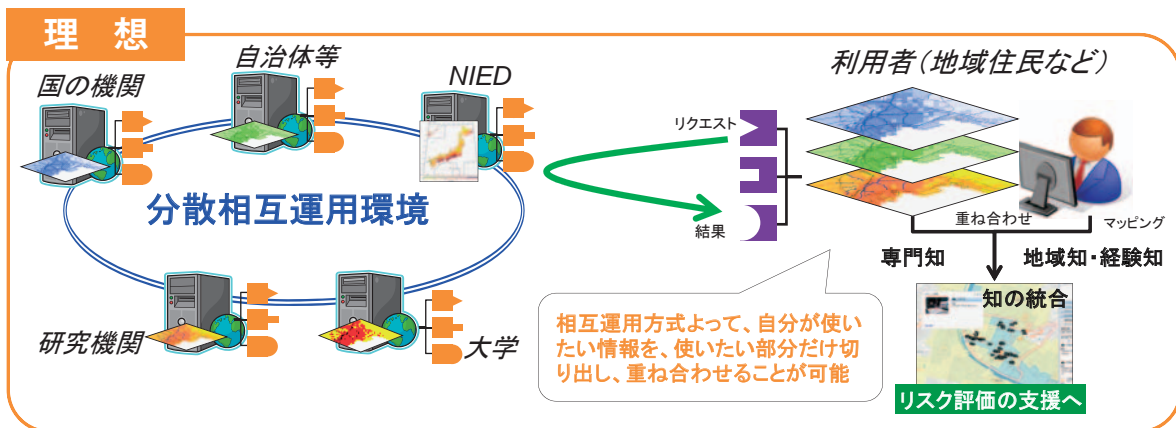 理 想
国の機関
自治体等
NIED
分散相互運用環境
研究機関
大学
利用者(地域住民など)
リクエスト
結果
重ね合わせ
マッピング
専門知
地域知・経験知
知の統合
リスク評価の支援へ
相互運用方式よって、自分が使い
たい情報を、使いたい部分だけ切
り出し、重ね合わせることが可能